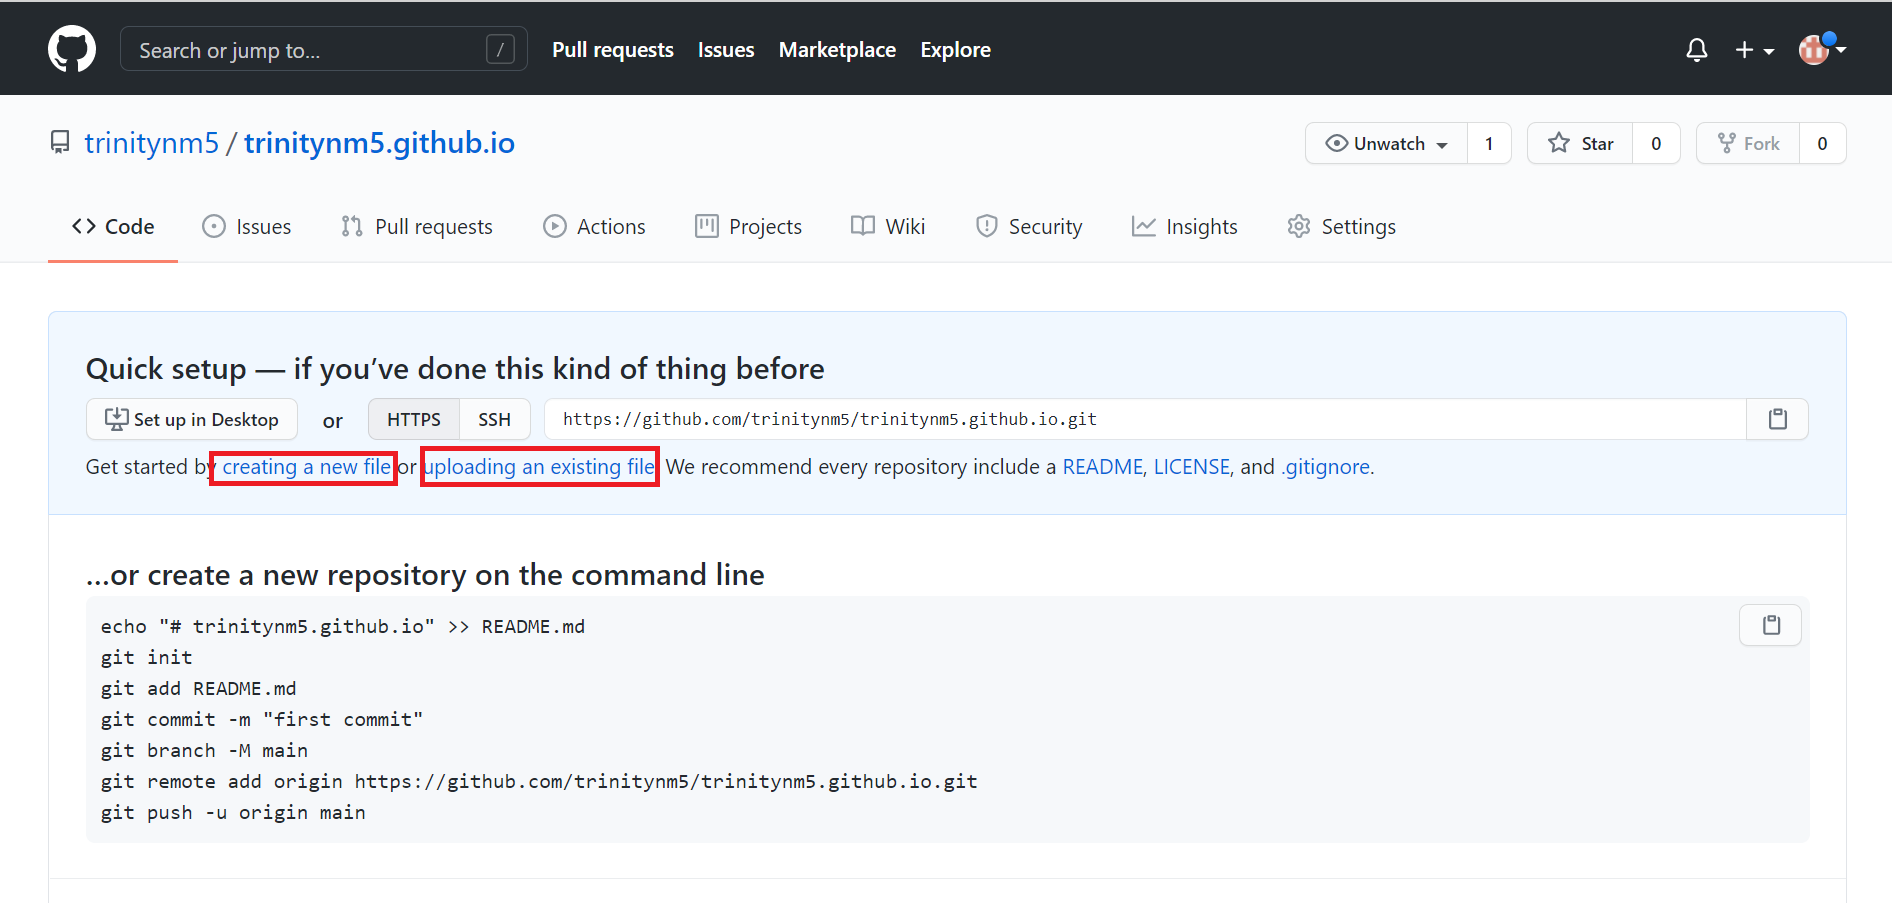 Search or jump to... / Pull requests Issues Marketplace Explore
trinitynm5 / trinitynm5.github.io Unwatch 1 Star 0 Fork 0
Code Issues Pull requests Actions Projects Wiki Security Insights Settings
Quick setup — if you’ve done this kind of thing before
Set up in Desktop or HTTPS SSH https://github.com/trinitynm5/trinitynm5.github.io.git
Get started by creating a new file or uploading an existing file. We recommend every repository include a README, LICENSE, and .gitignore.
…or create a new repository on the command line
echo "# trinitynm5.github.io" >> README.md
git init
git add README.md
git commit -m "first commit"
git branch -M main
git remote add origin https://github.com/trinitynm5/trinitynm5.github.io.git
git push -u origin main